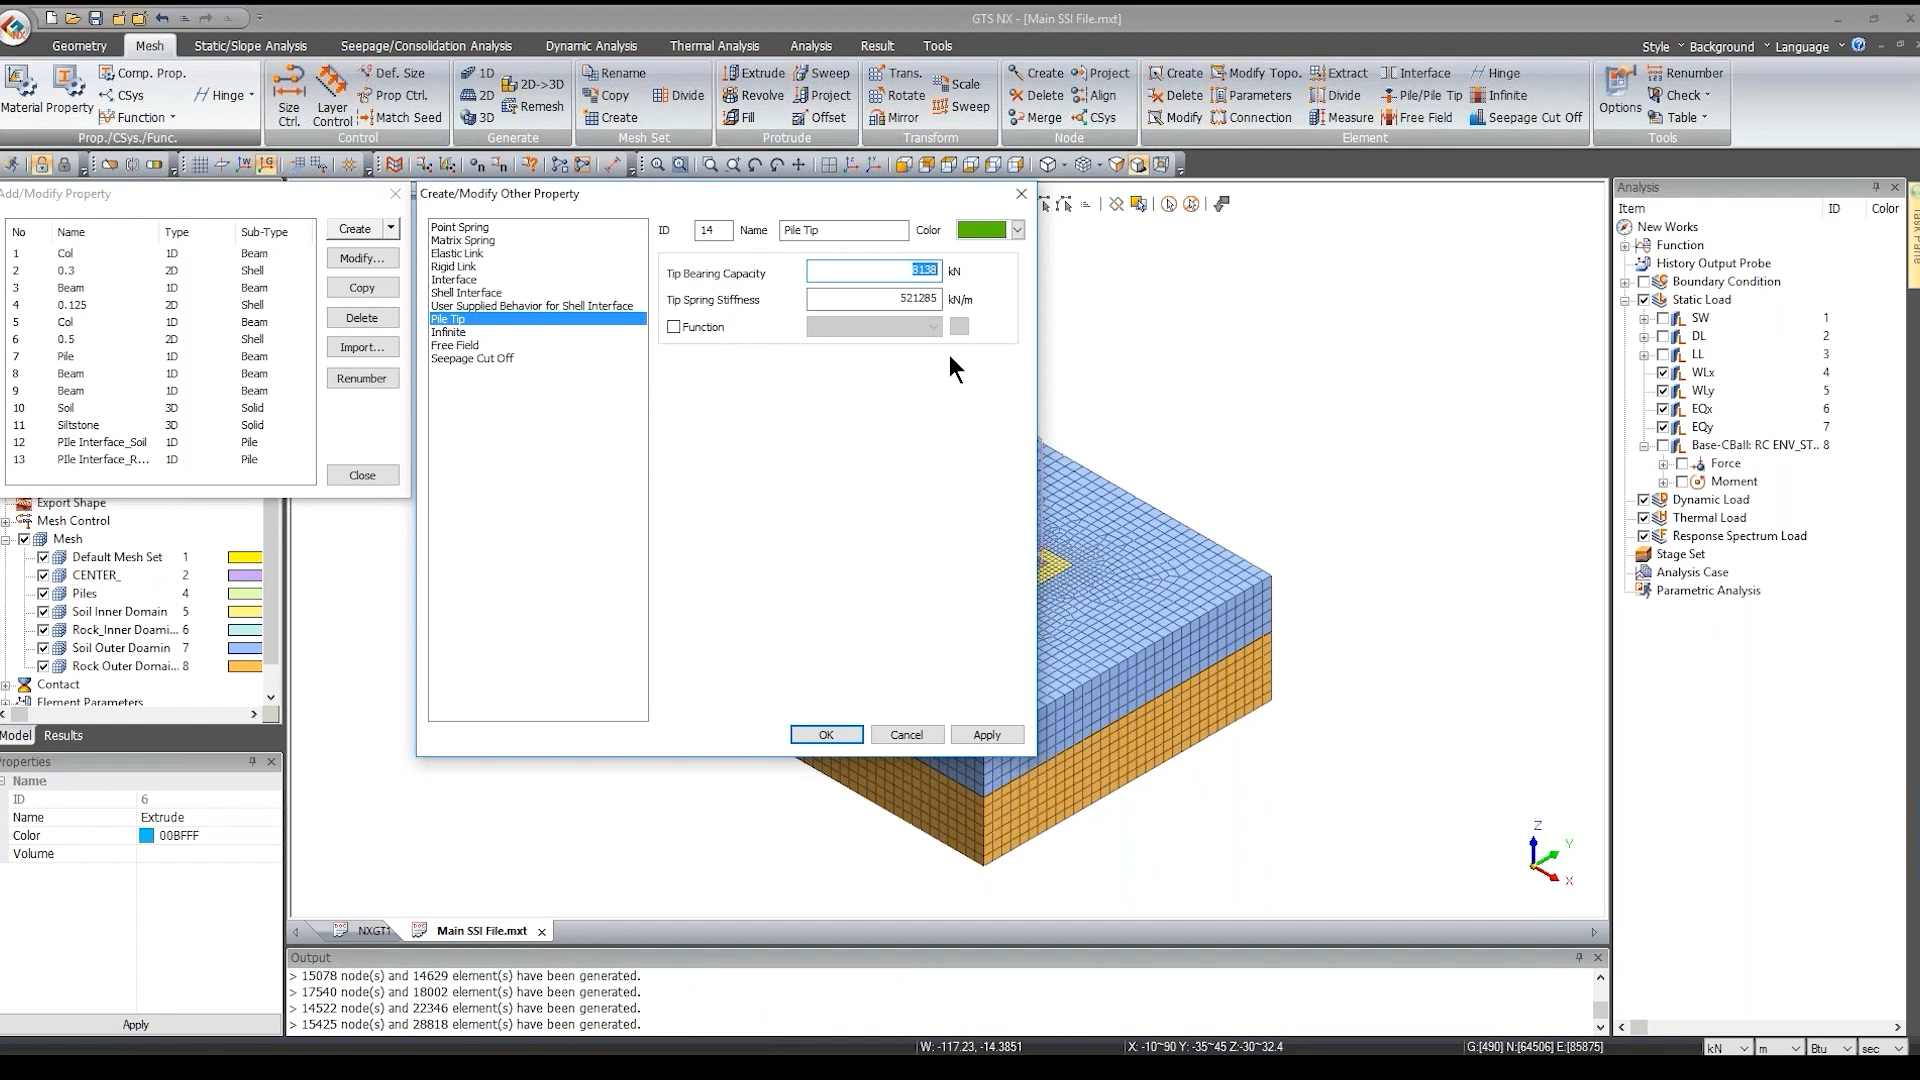 GTS NX - [Main SSI File.mxt]
Geometry Mesh Static/Slope Analysis Seepage/Consolidation Analysis Dynamic Analysis Thermal Analysis Analysis Result Tools Style Background Language
Material Property Comp. Prop. CSys Function Hinge
Prop./CSys./Func.
Size Ctrl. Layer Control Def. Size Prop Ctrl. Match Seed
Control
1D 2D 3D 2D->3D Remesh
Generate
Rename Copy Create Divide
Mesh Set
Extrude Revolve Fill Sweep Project Offset
Protrude
Trans. Rotate Mirror Scale Sweep
Transform
Create Delete Merge Project Align CSys
Node
Create Delete Modify Modify Topo. Parameters Connection Extract Divide Measure Interface Pile/Pile Tip Free Field Hinge Infinite Seepage Cut Off
Element
Options Renumber Check Table
Tools
Add/Modify Property
No Name Type Sub-Type
1 Col 1D Beam
2 0.3 2D Shell
3 Beam 1D Beam
4 0.125 2D Shell
5 Col 1D Beam
6 0.5 2D Shell
7 Pile 1D Beam
8 Beam 1D Beam
9 Beam 1D Beam
10 Soil 3D Solid
11 Siltstone 3D Solid
12 PIle Interface_Soil 1D Pile
13 PIle Interface_R... 1D Pile
Create
Modify...
Copy
Delete
Import...
Renumber
Close
Create/Modify Other Property
Point Spring
Matrix Spring
Elastic Link
Rigid Link
Interface
Shell Interface
User Supplied Behavior for Shell Interface
Pile Tip
Infinite
Free Field
Seepage Cut Off
ID 14 Name Pile Tip Color
Tip Bearing Capacity 3138 kN
Tip Spring Stiffness 521285 kN/m
Function
OK Cancel Apply
Export Shape
Mesh Control
Mesh
Default Mesh Set 1
CENTER_ 2
Piles 4
Soil Inner Domain 5
Rock_Inner Doami... 6
Soil Outer Doamin 7
Rock Outer Domai... 8
Contact
Element Parameters
Model Results
Properties
Name
ID 6
Name Extrude
Color 00BFFF
Volume
Apply
Z
Y
X
NXGT1 Main SSI File.mxt
Output
> 15078 node(s) and 14629 element(s) have been generated.
> 17540 node(s) and 18002 element(s) have been generated.
> 14522 node(s) and 22346 element(s) have been generated.
> 15425 node(s) and 28818 element(s) have been generated.
Analysis
Item ID Color
New Works
Function
History Output Probe
Boundary Condition
Static Load
SW 1
DL 2
LL 3
WLx 4
WLy 5
EQx 6
EQy 7
Base-CBall: RC ENV_ST.. 8
Force
Moment
Dynamic Load
Thermal Load
Response Spectrum Load
Stage Set
Analysis Case
Parametric Analysis
W: -117.23, -14.3851 X: -10~90 Y: -35~45 Z:-30~32.4 G:[490] N:[64506] E:[85875] kN m Btu sec